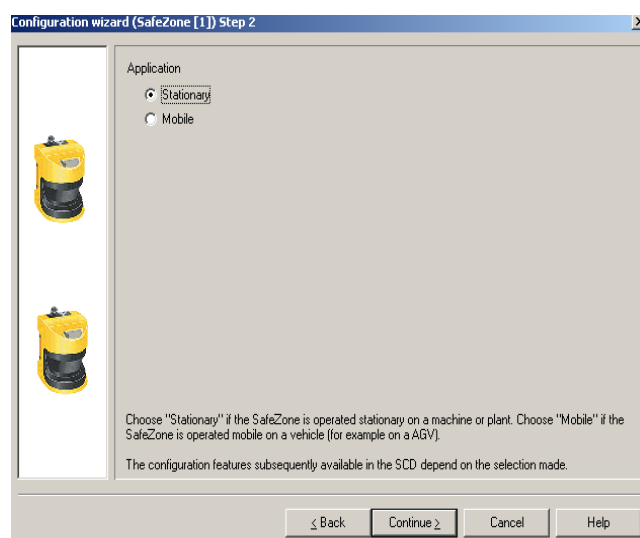 Configuration wizard (SafeZone [1]) Step 2
Application
Stationary
Mobile
Choose "Stationary" if the SafeZone is operated stationary on a machine or plant. Choose "Mobile" if the
SafeZone is operated mobile on a vehicle (for example on a AGV).
The configuration features subsequently available in the SCD depend on the selection made.
< Back
Continue >
Cancel
Help